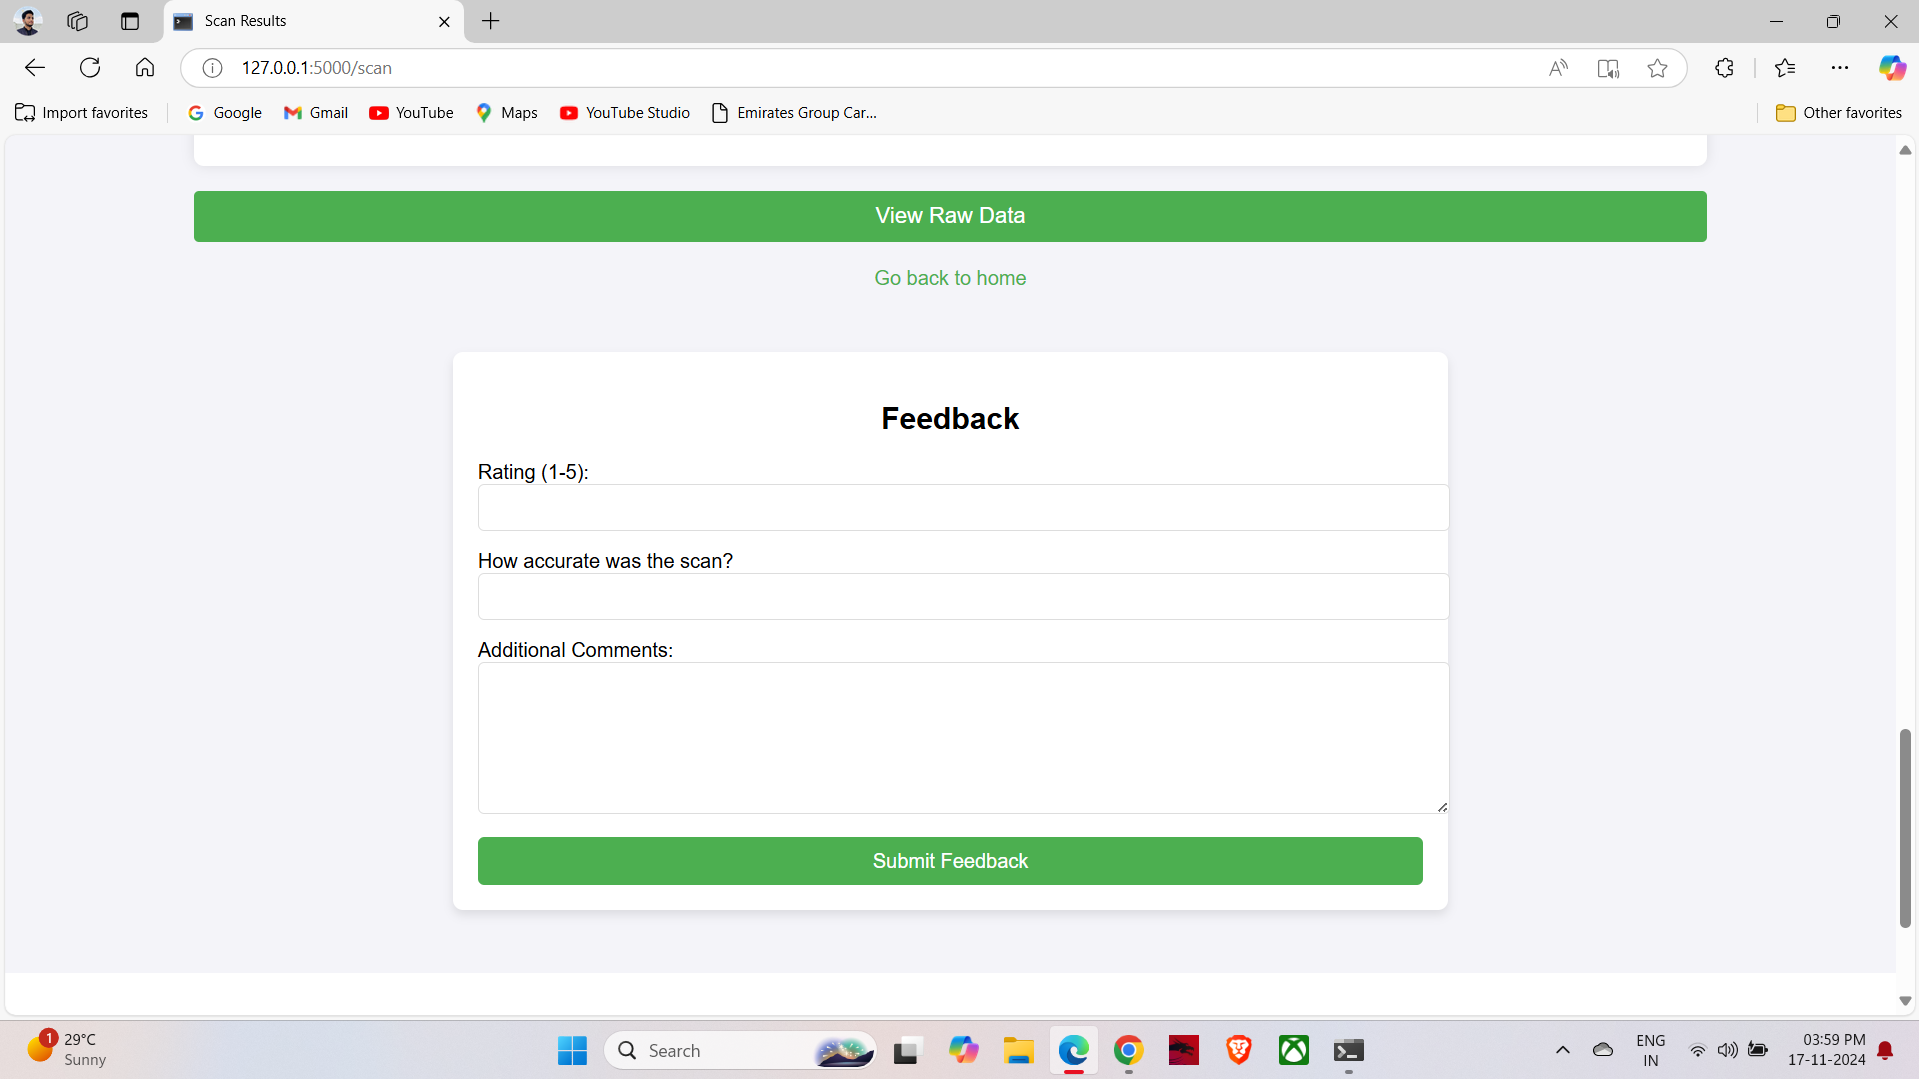 Scan Results
127.0.0.1:5000/scan
Import favorites
Google
Gmail
YouTube
Maps
YouTube Studio
Emirates Group Car...
Other favorites
View Raw Data
Go back to home
Feedback
Rating (1-5):
How accurate was the scan?
Additional Comments:
Submit Feedback
1
29°C
Sunny
Search
ENG
IN
03:59 PM
17-11-2024